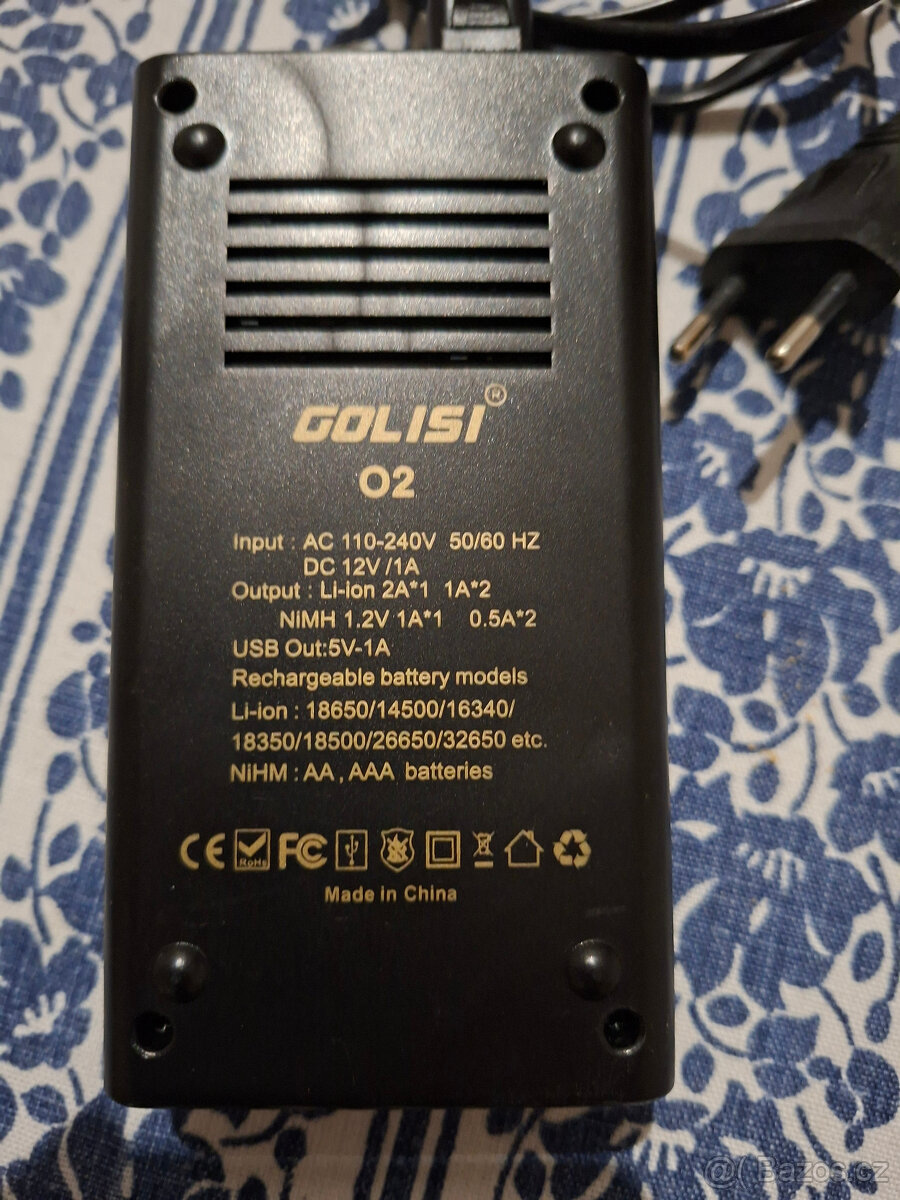 GOLISI ®
O2
Input : AC 110-240V 50/60 HZ
DC 12V /1A
Output : Li-ion 2A*1 1A*2
NiMH 1.2V 1A*1 0.5A*2
USB Out:5V-1A
Rechargeable battery models
Li-ion : 18650/14500/16340/
18350/18500/26650/32650 etc.
NiHM : AA , AAA batteries
CE RoHS FC
Made in China
@( Bazos.cz